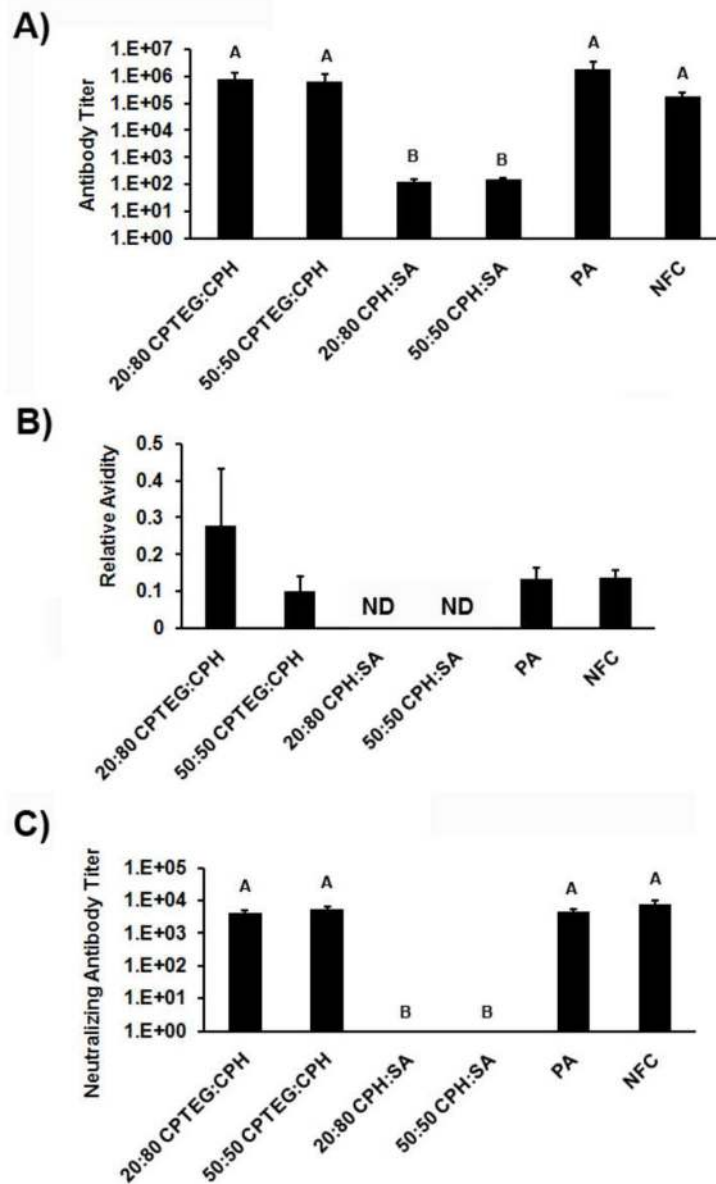 A)
Antibody Titer
1.E+07
1.E+06
1.E+05
1.E+04
1.E+03
1.E+02
1.E+01
1.E+00
A
A
B
B
A
A
20:80 CPTEG:CPH
50:50 CPTEG:CPH
20:80 CPH:SA
50:50 CPH:SA
PA
NFC
B)
Relative Avidity
0.5
0.4
0.3
0.2
0.1
0
ND
ND
20:80 CPTEG:CPH
50:50 CPTEG:CPH
20:80 CPH:SA
50:50 CPH:SA
PA
NFC
C)
Neutralizing Antibody Titer
1.E+05
1.E+04
1.E+03
1.E+02
1.E+01
1.E+00
A
A
B
B
A
A
20:80 CPTEG:CPH
50:50 CPTEG:CPH
20:80 CPH:SA
50:50 CPH:SA
PA
NFC